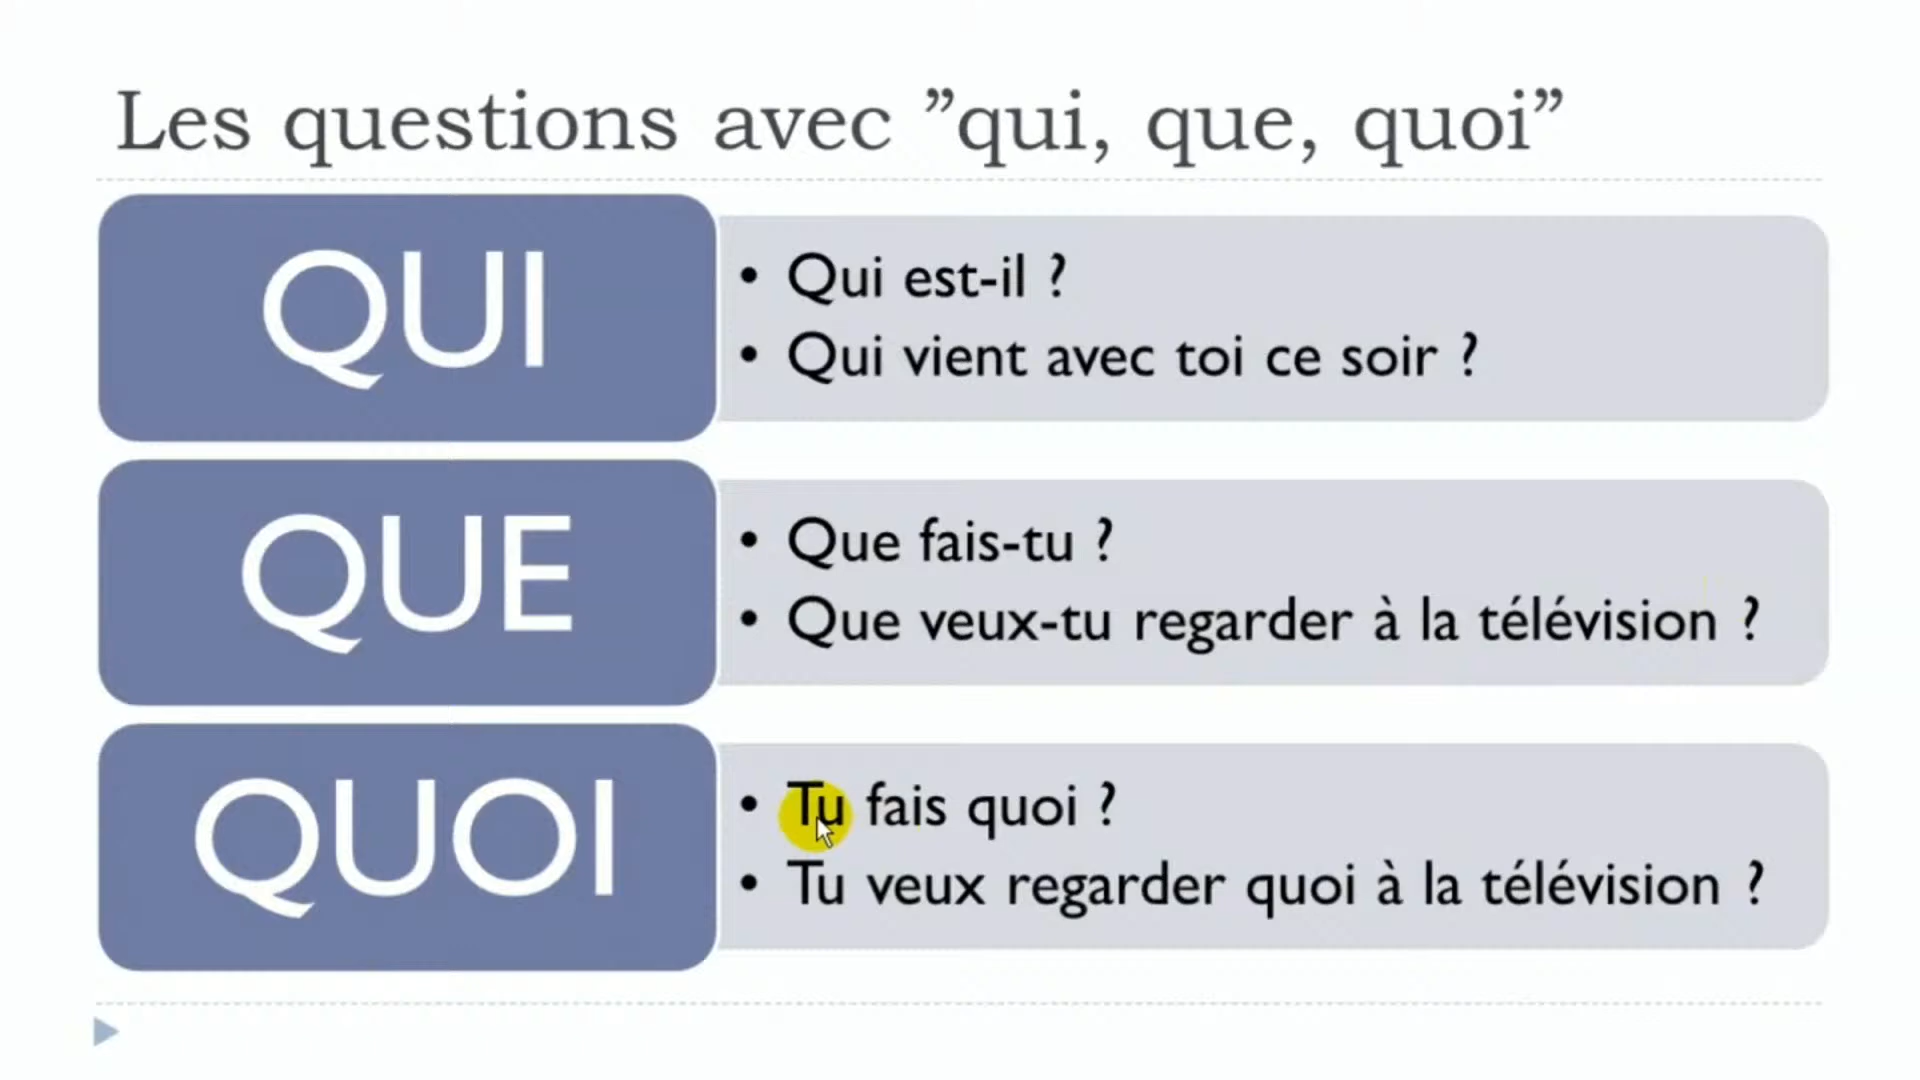 Les questions avec ”qui, que, quoi”
QUI
• Qui est-il ?
• Qui vient avec toi ce soir ?
QUE
• Que fais-tu ?
• Que veux-tu regarder à la télévision ?
QUOI
• Tu fais quoi ?
• Tu veux regarder quoi à la télévision ?